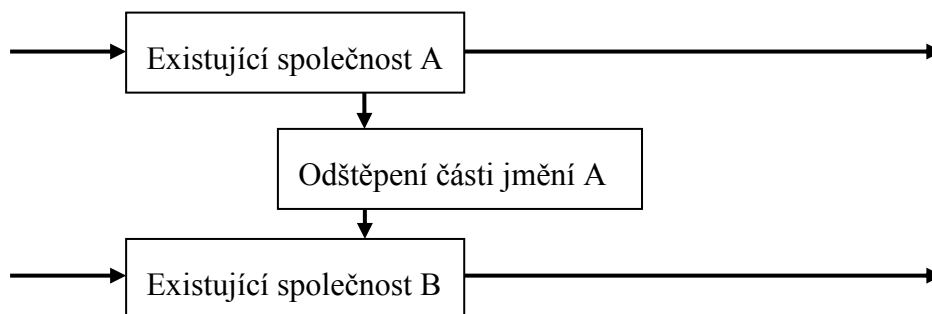 Existující společnost A
Odštěpení části jmění A
Existující společnost B